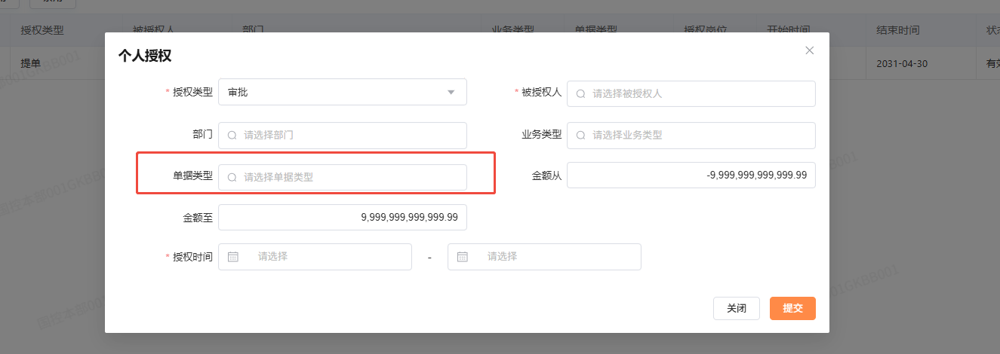 授权类型 被授权人 部门 业务类型 单据类型 授权岗位 开始时间 结束时间
提单 2031-04-30
个人授权
* 授权类型 审批 * 被授权人 请选择被授权人
部门 请选择部门 业务类型 请选择业务类型
单据类型 请选择单据类型 金额从 -9,999,999,999,999.99
金额至 9,999,999,999,999.99
* 授权时间 请选择 - 请选择
关闭 提交